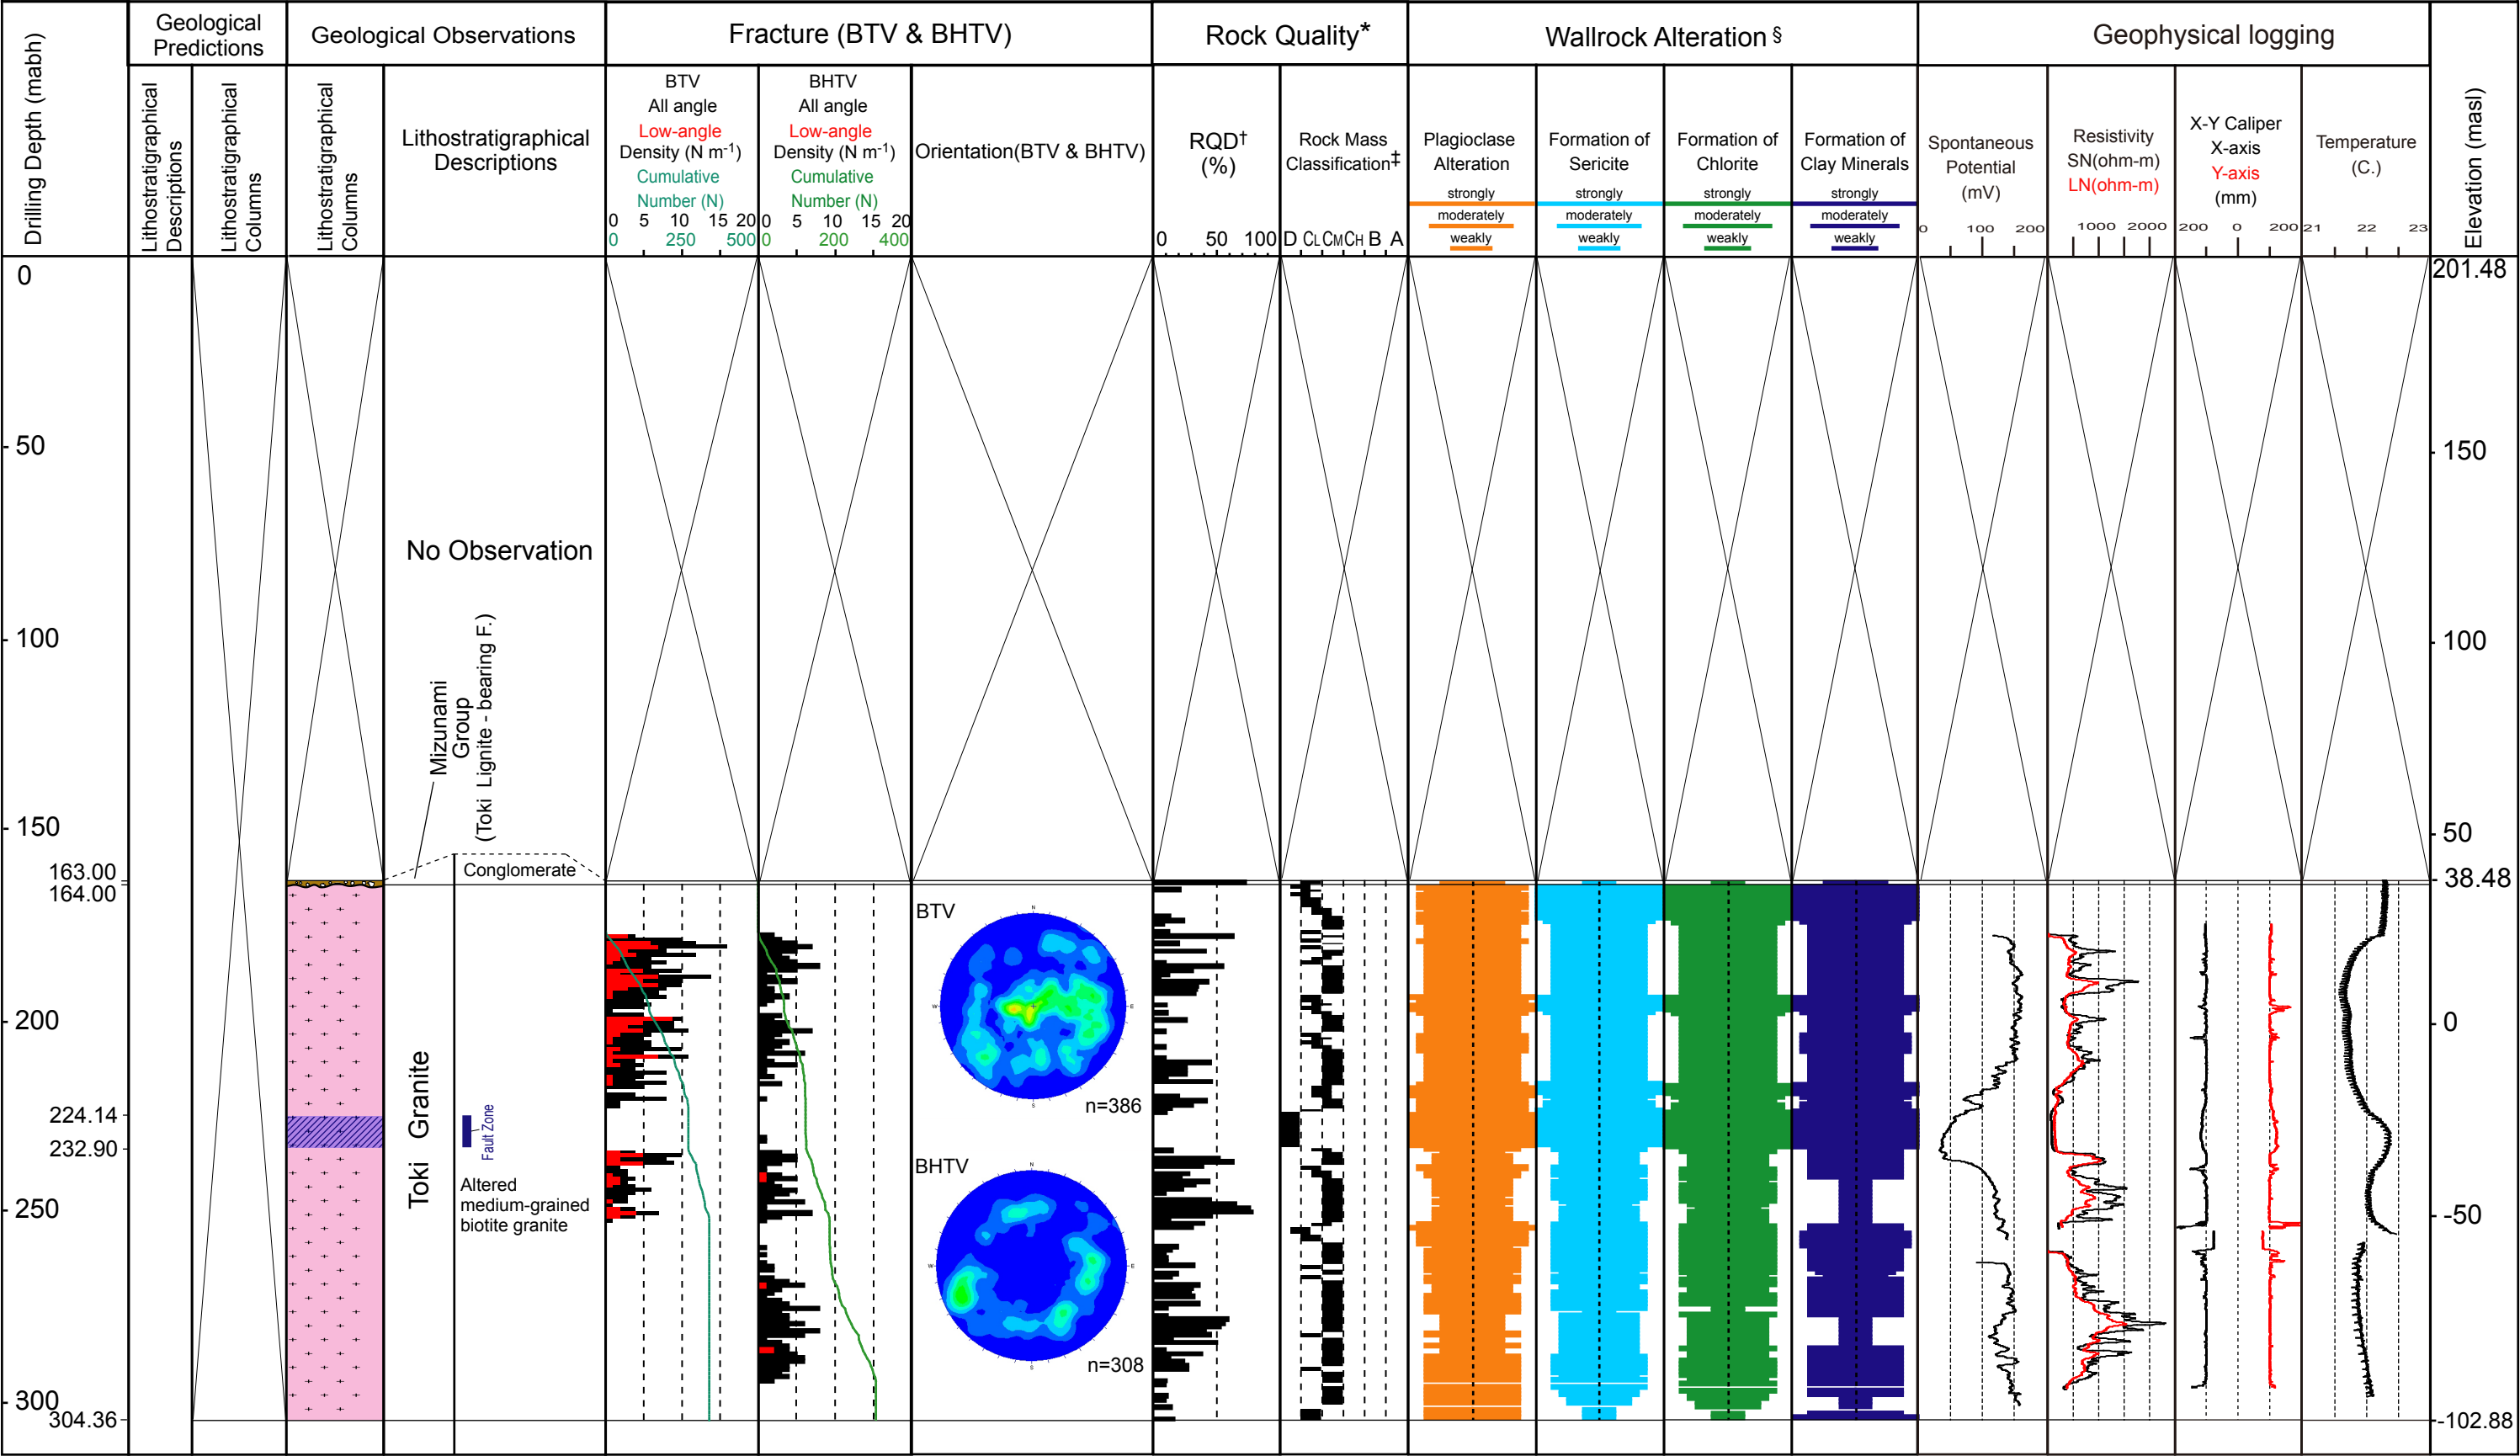 Drilling Depth (mabh)
Geological
Predictions
Geological Observations
Fracture (BTV & BHTV)
Rock Quality*
Wallrock Alteration §
Geophysical logging
Elevation (masl)
Lithostratigraphical
Descriptions
Lithostratigraphical
Columns
Lithostratigraphical
Columns
Lithostratigraphical
Descriptions
BTV
All angle
Low-angle
Density (N m-1)
Cumulative
Number (N)
0 5 10 15 20
0 250 500
BHTV
All angle
Low-angle
Density (N m-1)
Cumulative
Number (N)
0 5 10 15 20
0 200 400
Orientation(BTV & BHTV)
RQD†
(%)
0 50 100
Rock Mass
Classification‡
D CL CM CH B A
Plagioclase
Alteration
strongly
moderately
weakly
Formation of
Sericite
strongly
moderately
weakly
Formation of
Chlorite
strongly
moderately
weakly
Formation of
Clay Minerals
strongly
moderately
weakly
Spontaneous
Potential
(mV)
0 100 200
Resistivity
SN(ohm-m)
LN(ohm-m)
1000 2000
X-Y Caliper
X-axis
Y-axis
(mm)
200 0 200
Temperature
(C.)
21 22 23
0
50
100
150
163.00
164.00
200
224.14
232.90
250
300
304.36
No Observation
Mizunami
Group
(Toki Lignite - bearing F.)
Conglomerate
Toki Granite
Fault Zone
Altered
medium-grained
biotite granite
BTV
N
W
E
S
n=386
BHTV
N
W
E
S
n=308
201.48
150
100
50
38.48
0
-50
-102.88